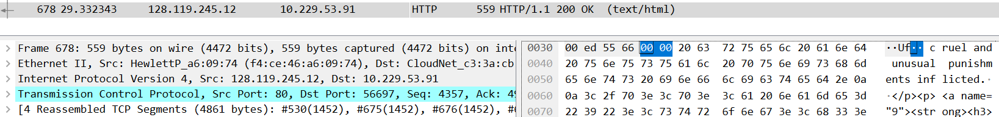 678 29.332343 128.119.245.12 10.229.53.91 HTTP 559 HTTP/1.1 200 OK (text/html)
> Frame 678: 559 bytes on wire (4472 bits), 559 bytes captured (4472 bits) on inte
> Ethernet II, Src: HewlettP_a6:09:74 (f4:ce:46:a6:09:74), Dst: CloudNet_c3:3a:cb
> Internet Protocol Version 4, Src: 128.119.245.12, Dst: 10.229.53.91
> Transmission Control Protocol, Src Port: 80, Dst Port: 56697, Seq: 4357, Ack: 49
> [4 Reassembled TCP Segments (4861 bytes): #530(1452), #675(1452), #676(1452), #6
0030 00 ed 55 66 00 00 20 63 72 75 65 6c 20 61 6e 64 ··Uf·· c ruel and
0040 20 75 6e 75 73 75 61 6c 20 70 75 6e 69 73 68 6d unusual punishm
0050 65 6e 74 73 20 69 6e 66 6c 69 63 74 65 64 2e 0a ents inf licted.·
0060 0a 3c 2f 70 3e 3c 70 3e 3c 61 20 6e 61 6d 65 3d ·</p><p> <a name=
0070 22 39 22 3e 3c 73 74 72 6f 6e 67 3e 3c 68 33 3e "9"><str ong><h3>